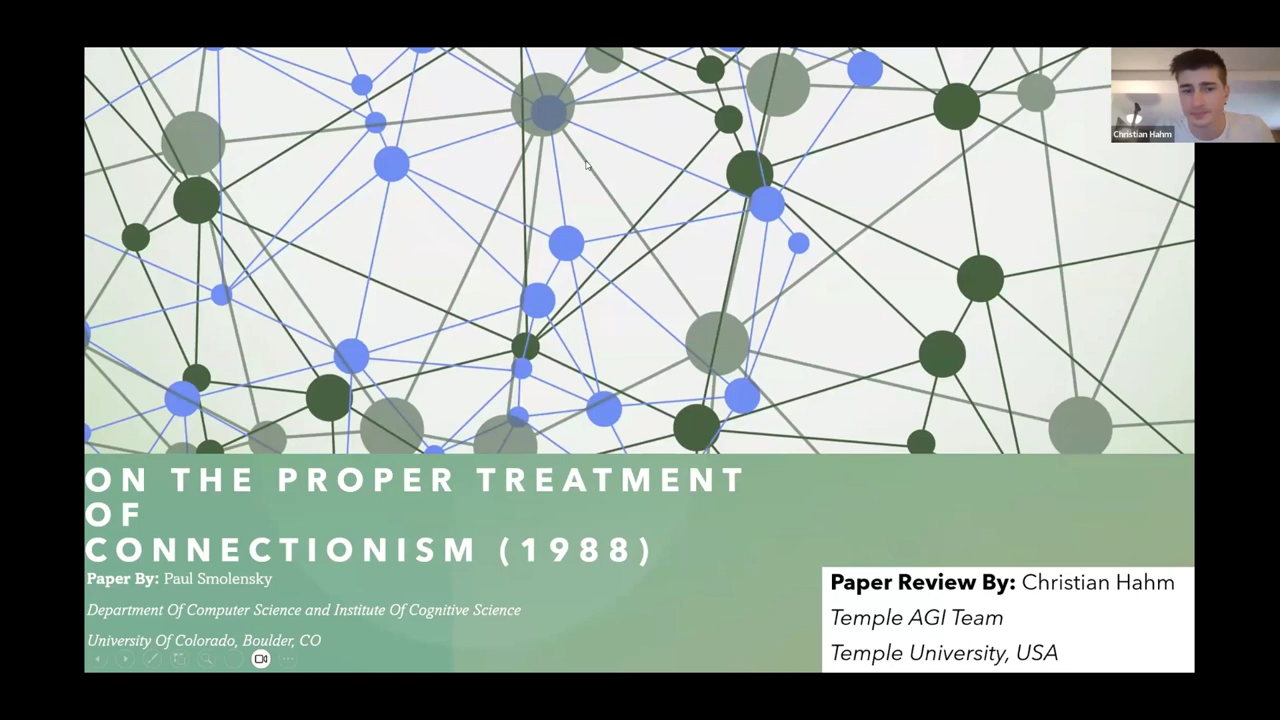 Christian Hahm
ON THE PROPER TREATMENT
OF
CONNECTIONISM (1988)
Paper By: Paul Smolensky
Department Of Computer Science and Institute Of Cognitive Science
University Of Colorado, Boulder, CO
Paper Review By: Christian Hahm
Temple AGI Team
Temple University, USA